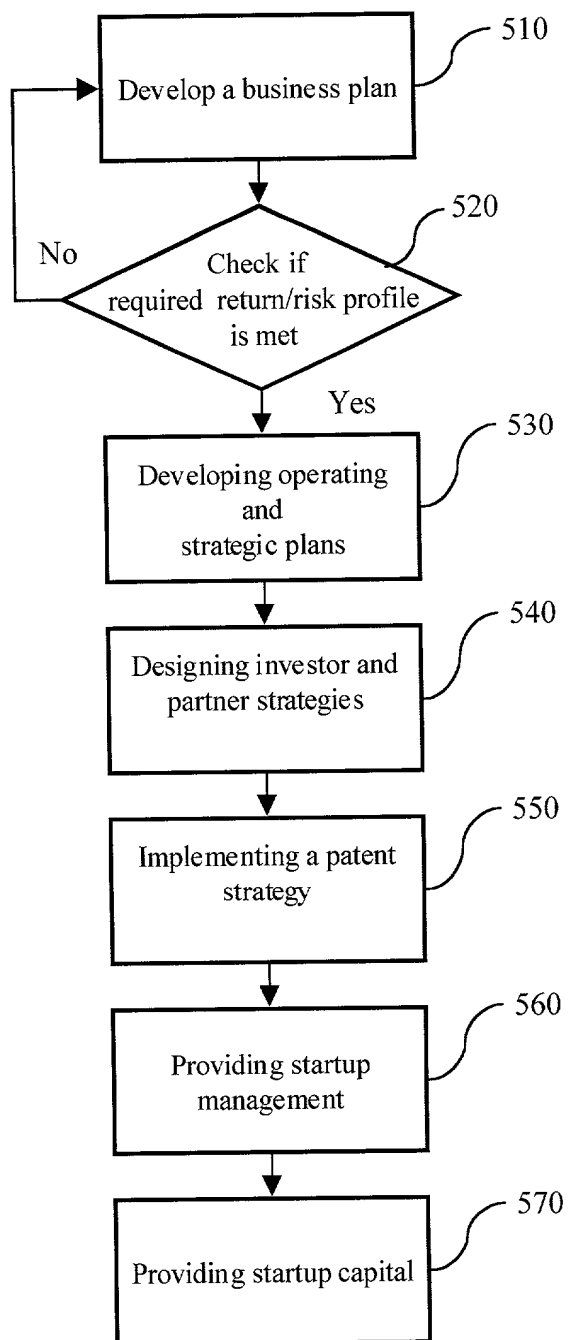 510
Develop a business plan
520
No
Check if
required return/risk profile
is met
Yes
530
Developing operating
and
strategic plans
540
Designing investor and
partner strategies
550
Implementing a patent
strategy
560
Providing startup
management
570
Providing startup capital